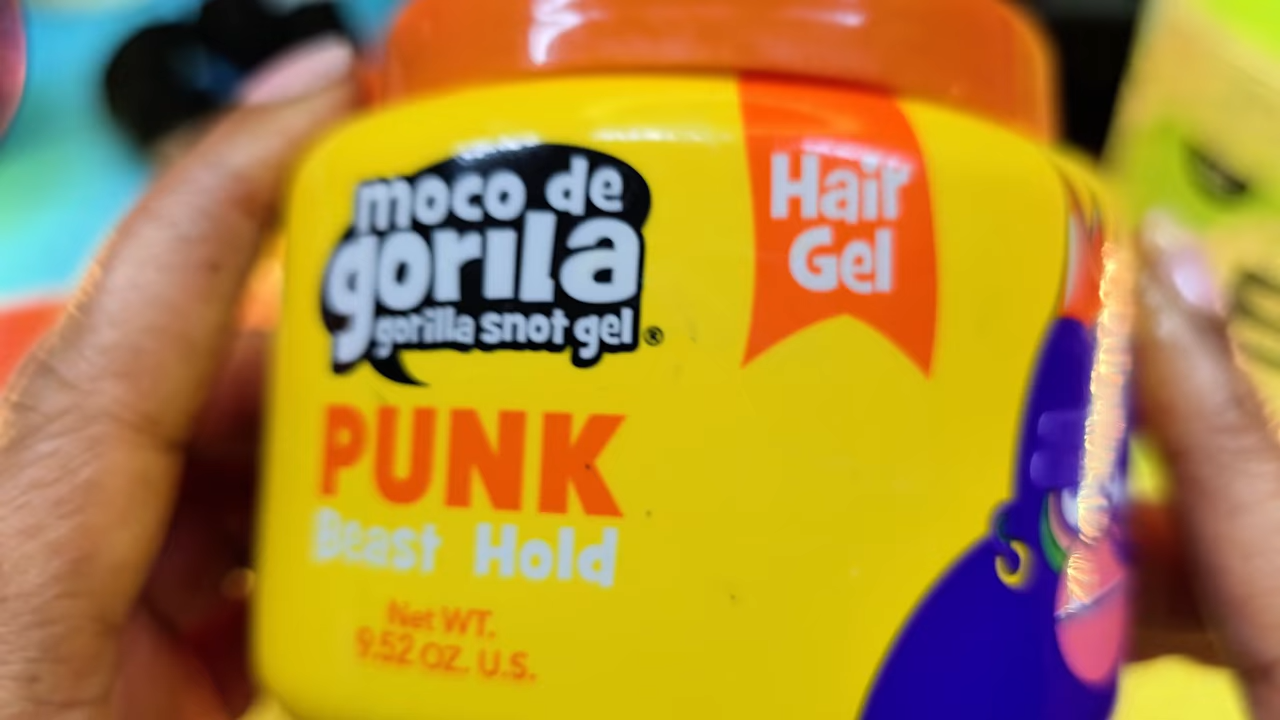 moco de
gorila
gorilla snot gel®
Hair
Gel
PUNK
Beast Hold
Net WT.
9.52 OZ. U.S.